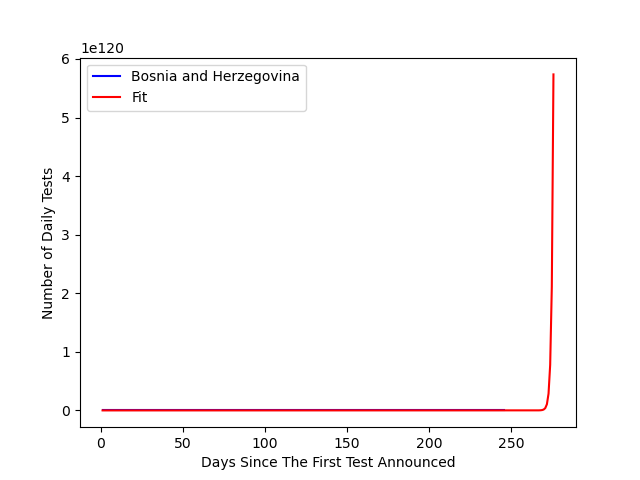 1e120
6
5
4
3
2
1
0
Number of Daily Tests
Bosnia and Herzegovina
Fit
0 50 100 150 200 250
Days Since The First Test Announced